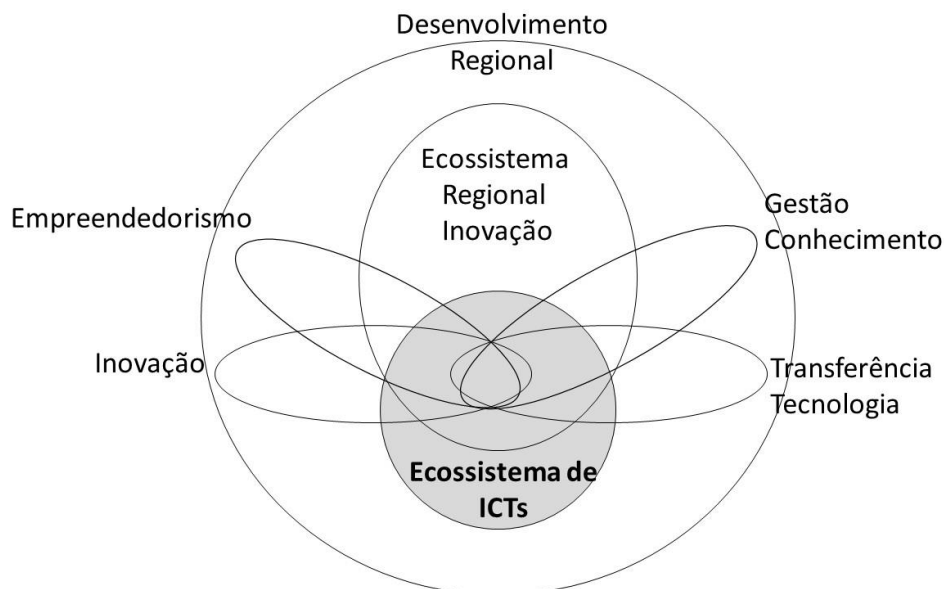 Desenvolvimento
Regional
Ecossistema
Regional
Inovação
Empreendedorismo
Gestão
Conhecimento
Inovação
Transferência
Tecnologia
Ecossistema de
ICTs